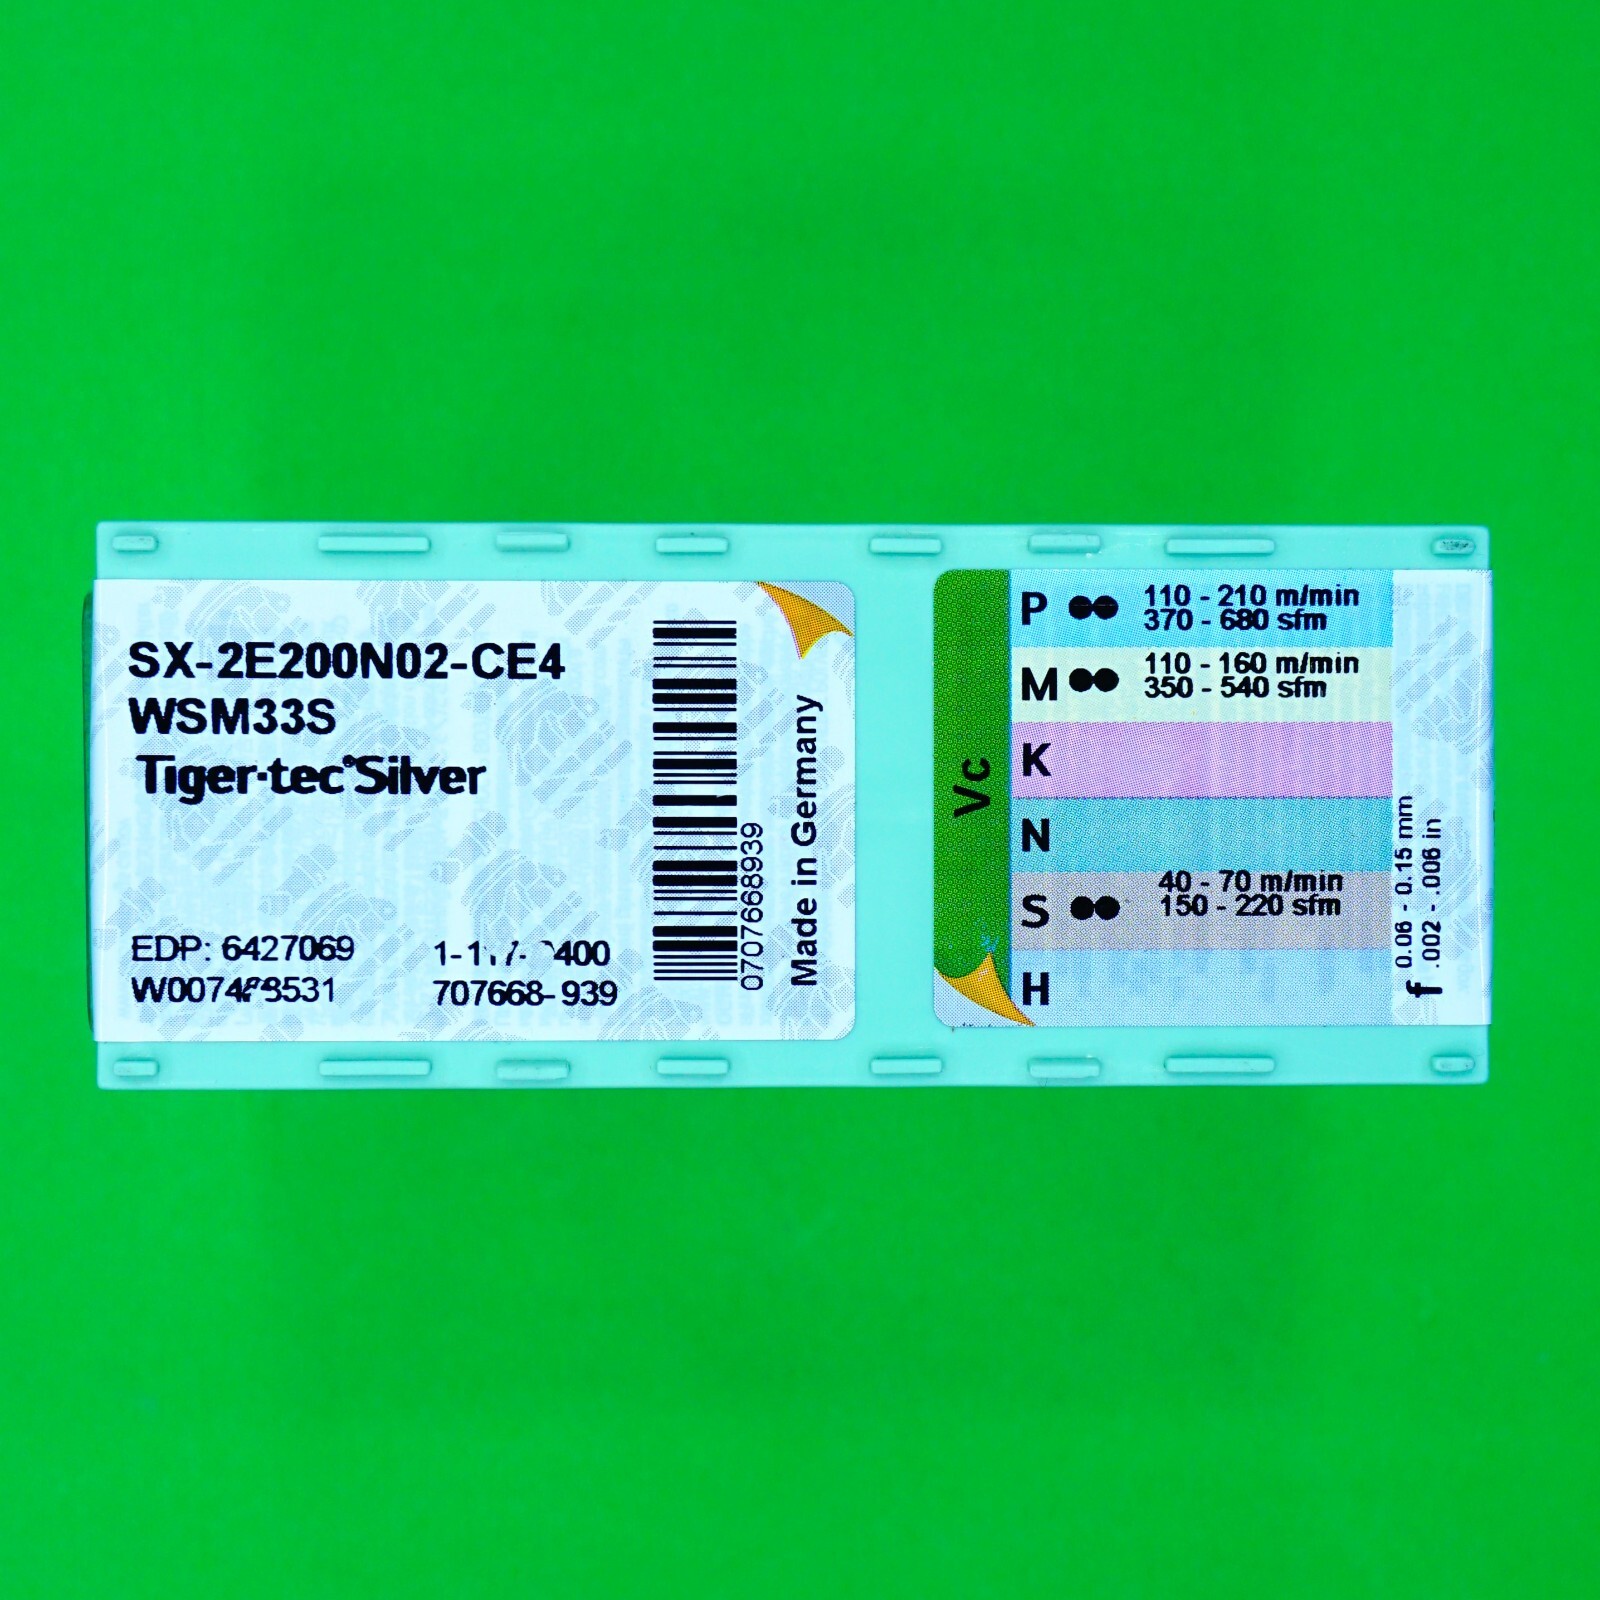 SX-2E200N02-CE4
WSM33S
Tiger·tec®Silver
EDP: 6427069
707668-939
0707668939
Made in Germany
Vc
P ●● 110 - 210 m/min
370 - 680 sfm
M ●● 110 - 160 m/min
350 - 540 sfm
K
N
S ●● 40 - 70 m/min
150 - 220 sfm
H
f 0.06 - 0.15 mm
.002 - .006 in